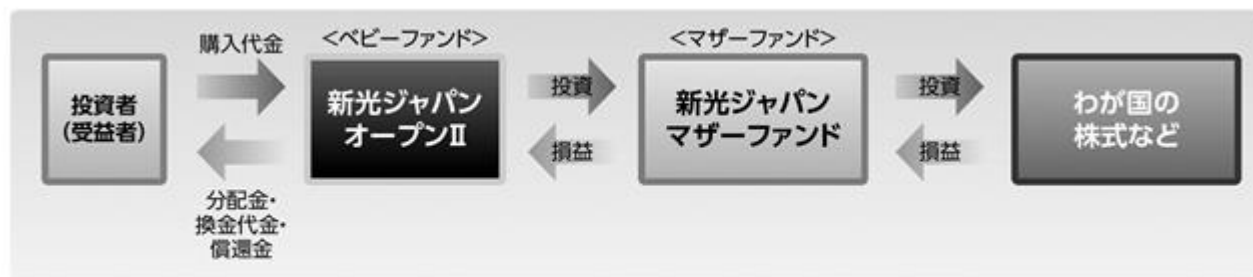 投資者
(受益者)
購入代金
分配金・
換金代金・
償還金
<ベビーファンド>
新光ジャパン
オープンⅡ
投資
損益
<マザーファンド>
新光ジャパン
マザーファンド
投資
損益
わが国の
株式など